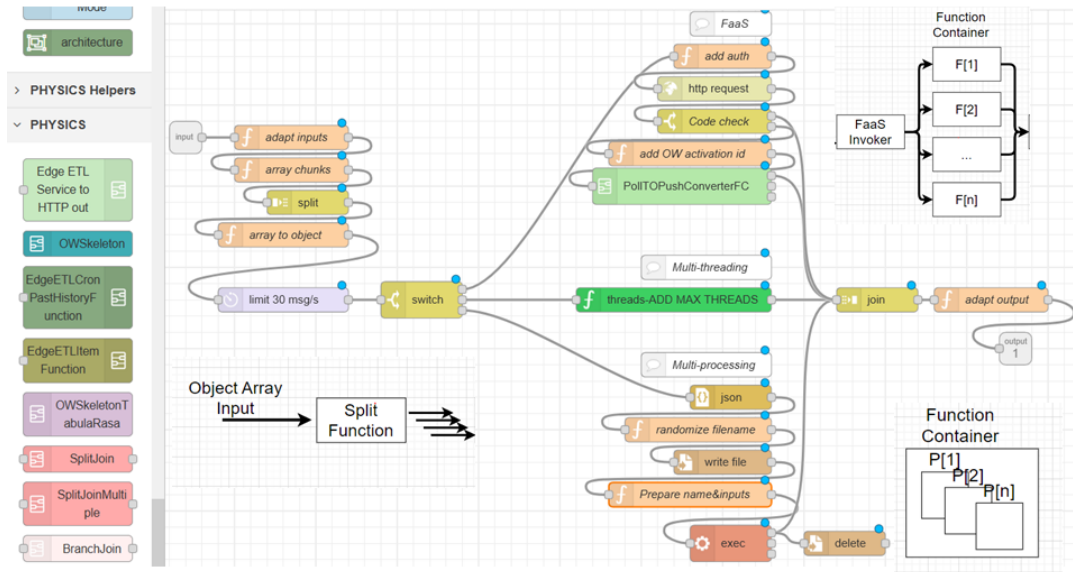 Mode
architecture
PHYSICS Helpers
PHYSICS
Edge ETL
Service to
HTTP out
OWSkeleton
EdgeETLCron
PastHistoryF
unction
EdgeETLItem
Function
OWSkeletonT
abulaRasa
SplitJoin
SplitJoinMulti
ple
BranchJoin
input
adapt inputs
array chunks
split
array to object
limit 30 msg/s
switch
Object Array
Input
Split
Function
FaaS
add auth
http request
Code check
add OW activation id
PollTOPushConverterFC
Multi-threading
threads-ADD MAX THREADS
Multi-processing
json
randomize filename
write file
Prepare name&inputs
exec
delete
join
adapt output
output
1
Function
Container
FaaS
Invoker
F[1]
F[2]
...
F[n]
Function
Container
P[1]
P[2]
P[n]